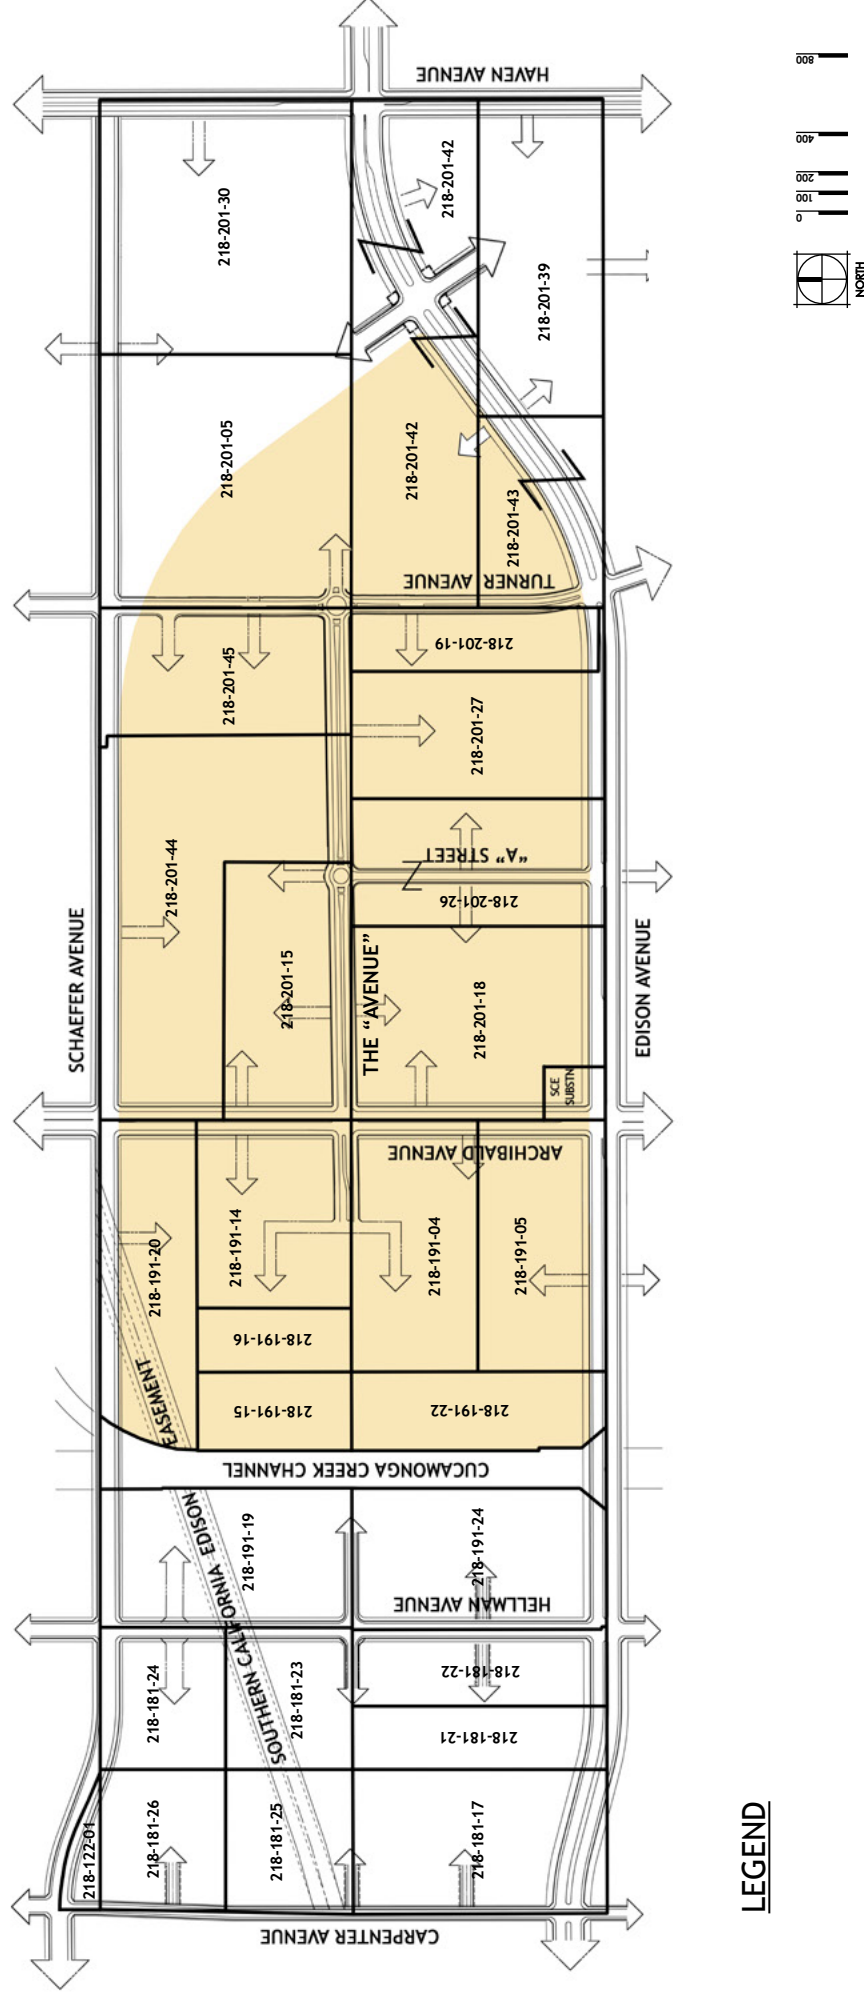 HAVEN AVENUE
218-201-30
218-201-42
218-201-39
218-201-05
218-201-42
218-201-43
TURNER AVENUE
218-201-45
218-201-19
218-201-27
218-201-44
"A" STREET
218-201-26
SCHAEFER AVENUE
218-201-15
THE "AVENUE"
218-201-18
EDISON AVENUE
SCE
SUBSTN
ARCHIBALD AVENUE
218-191-20
218-191-14
218-191-04
218-191-05
218-191-16
218-191-15
218-191-22
CUCAMONGA CREEK CHANNEL
SOUTHERN CALIFORNIA EDISON EASEMENT
218-191-19
218-191-24
HELLMAN AVENUE
218-181-24
218-181-23
218-181-22
218-181-21
218-122-01
218-181-26
218-181-25
218-181-17
CARPENTER AVENUE
LEGEND
NORTH
0
100
200
400
800